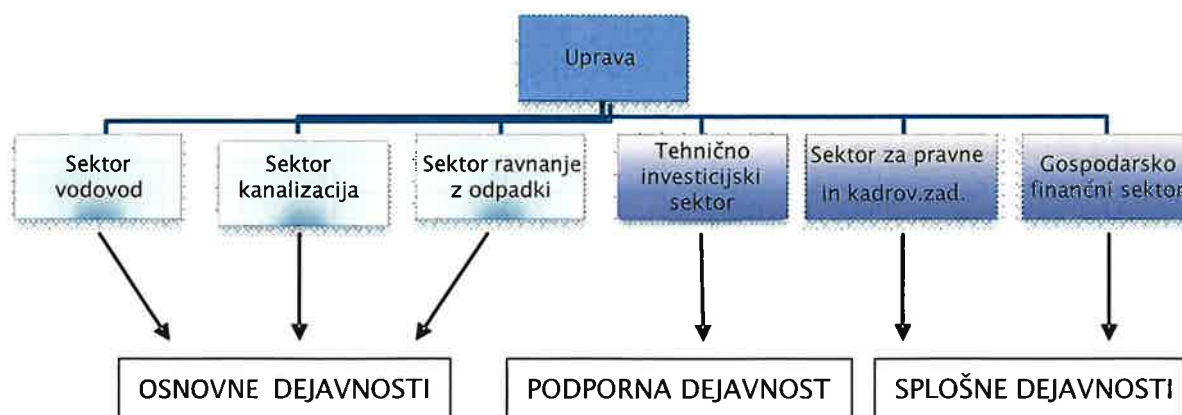 Uprava
Sektor
vodovod
Sektor
kanalizacija
Sektor ravnanje
z odpadki
Tehnično
investicijski
sektor
Sektor za pravne
in kadrov.zad.
Gospodarsko
finančni sektor
OSNOVNE DEJAVNOSTI
PODPORNA DEJAVNOST
SPLOŠNE DEJAVNOSTI